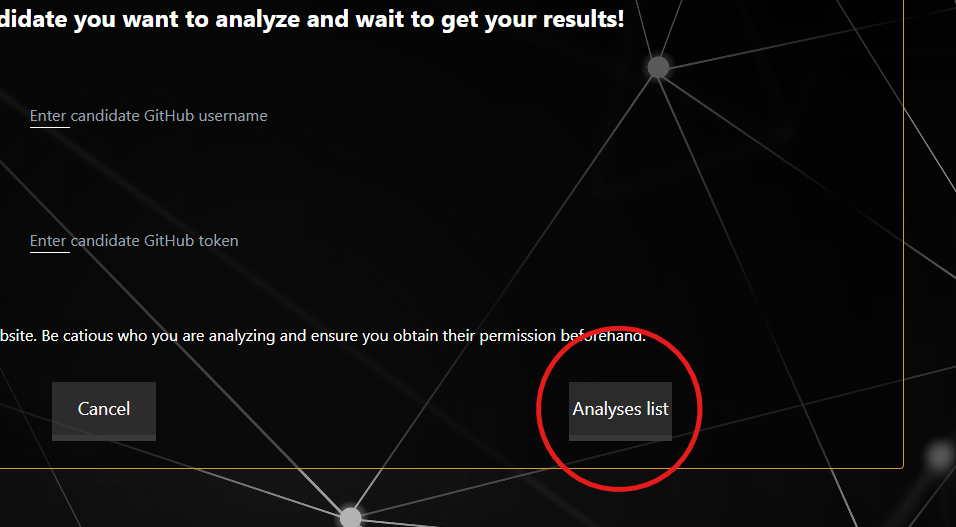 didate you want to analyze and wait to get your results!
Enter candidate GitHub username
Enter candidate GitHub token
bsite. Be catious who you are analyzing and ensure you obtain their permission beforehand.
Cancel
Analyses list